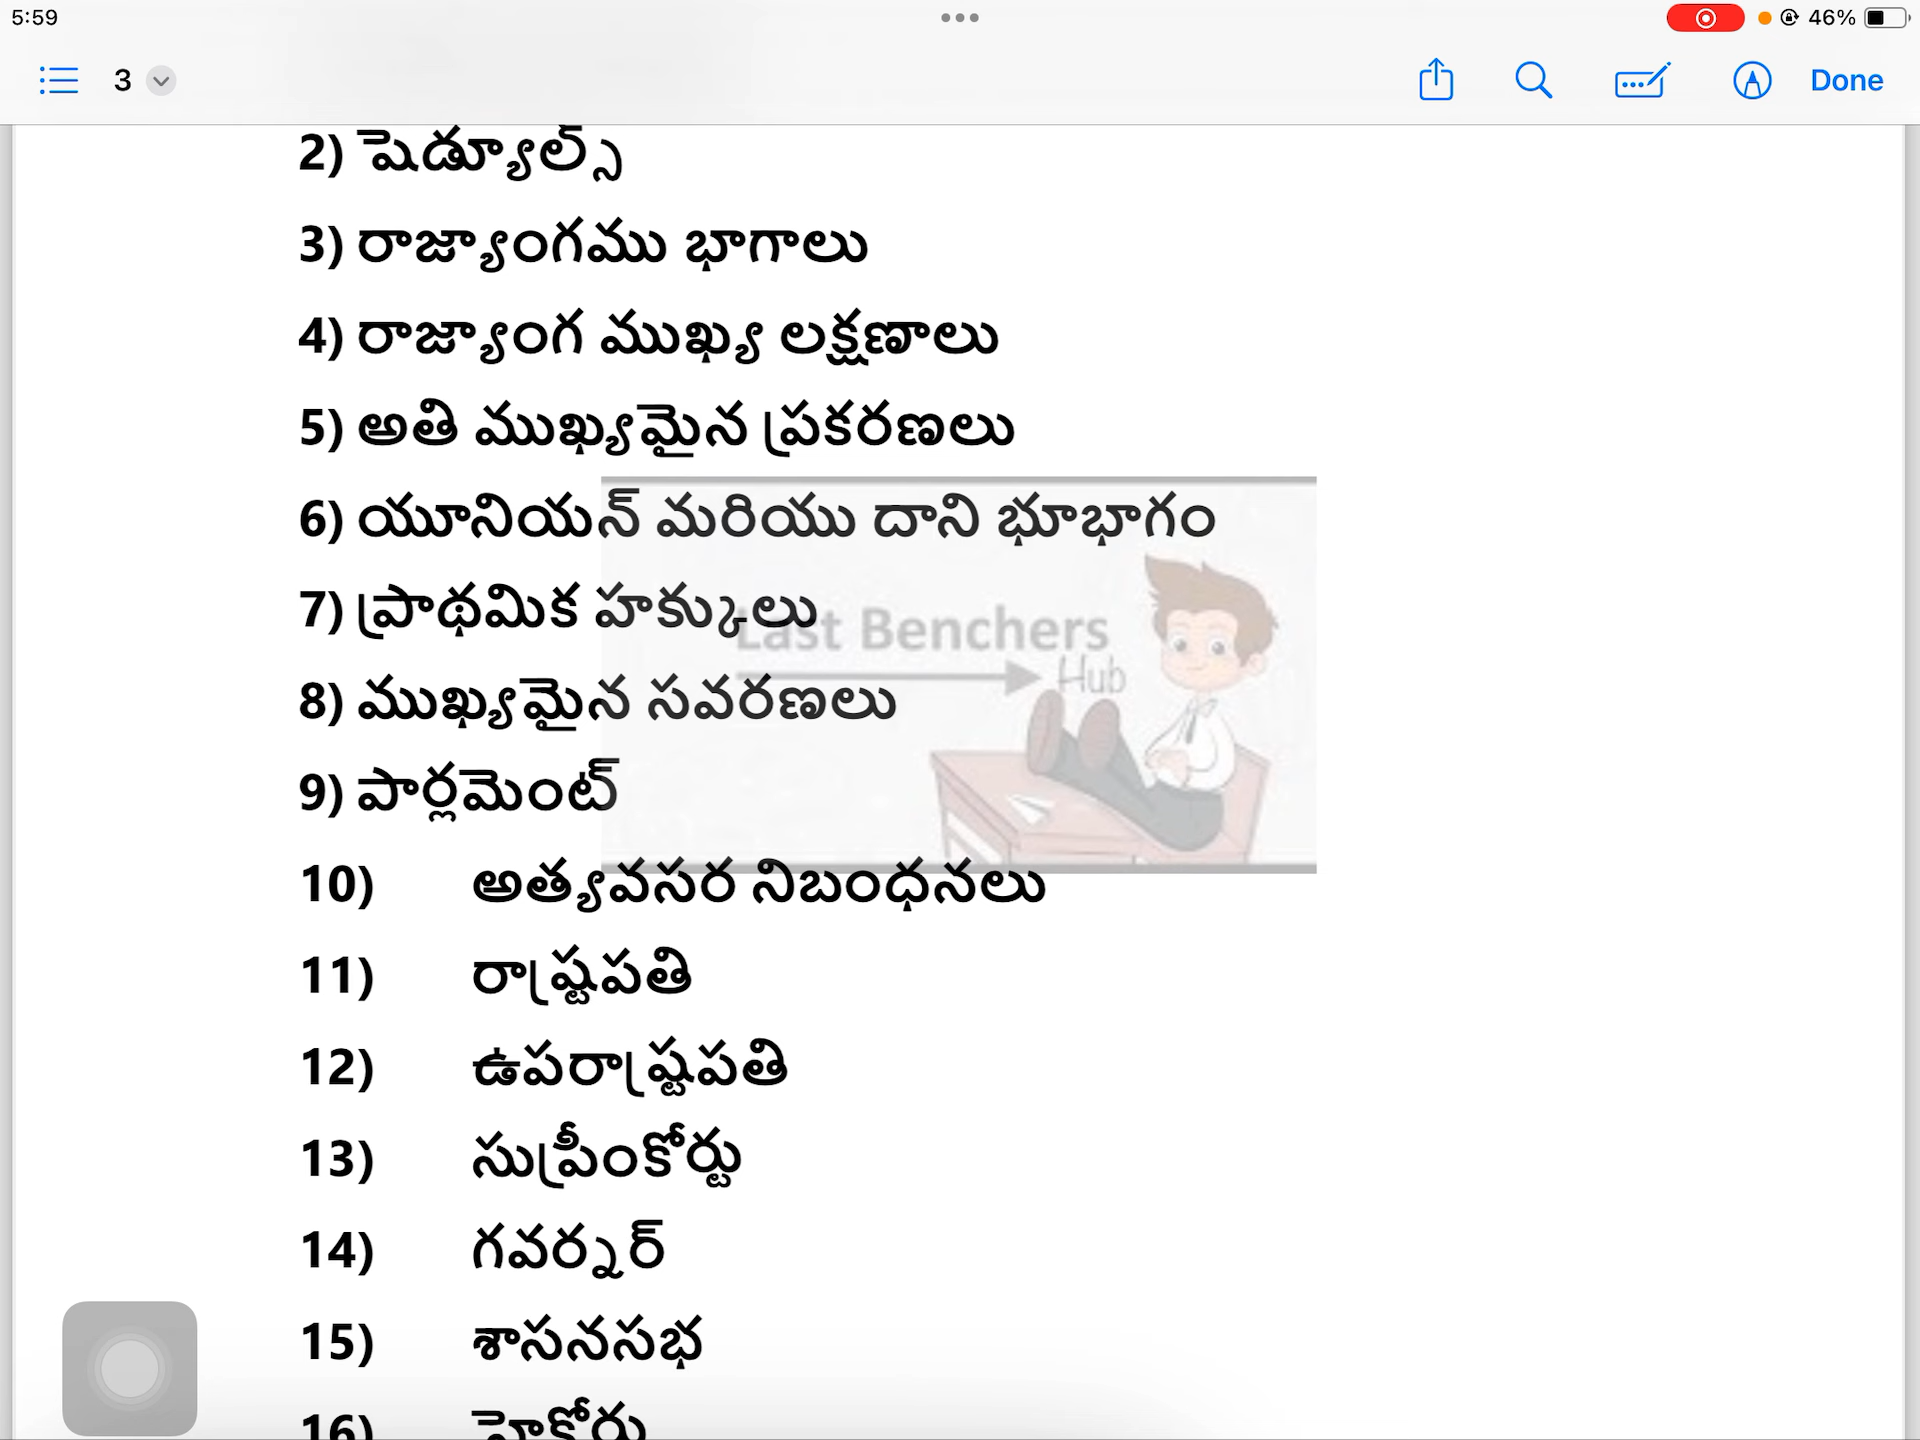 5:59
46%
3
Done
2) షెడ్యూల్స్
3) రాజ్యాంగము భాగాలు
4) రాజ్యాంగ ముఖ్య లక్షణాలు
5) అతి ముఖ్యమైన ప్రకరణలు
6) యూనియన్ మరియు దాని భూభాగం
7) ప్రాథమిక హక్కులు
Last Benchers
Hub
8) ముఖ్యమైన సవరణలు
9) పార్లమెంట్
10) అత్యవసర నిబంధనలు
11) రాష్ట్రపతి
12) ఉపరాష్ట్రపతి
13) సుప్రీంకోర్టు
14) గవర్నర్
15) శాసనసభ
16) హైకోర్టు